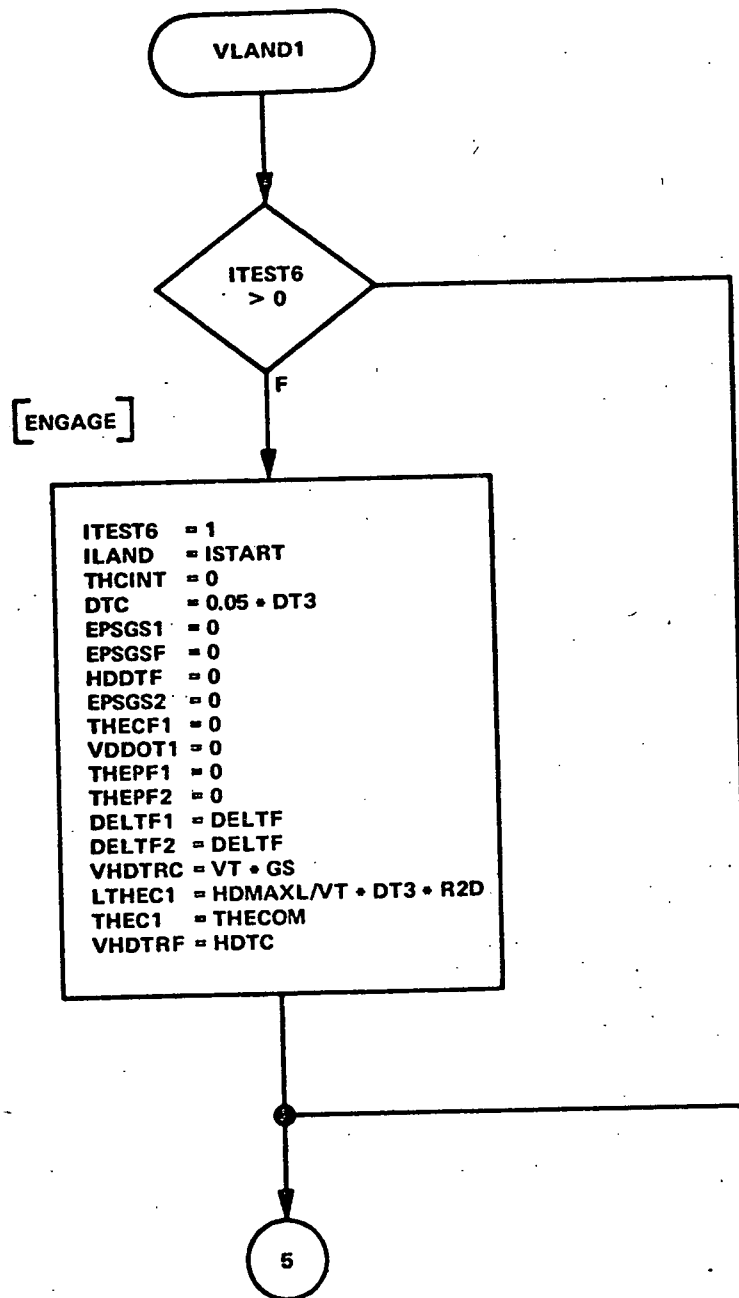 VLAND1
ITEST6
> 0
F
[ENGAGE]
ITEST6 = 1
ILAND = ISTART
THCINT = 0
DTC = 0.05 * DT3
EPSGS1 = 0
EPSGSF = 0
HDDTF = 0
EPSGS2 = 0
THECF1 = 0
VDDOT1 = 0
THEPF1 = 0
THEPF2 = 0
DELTF1 = DELTF
DELTF2 = DELTF
VHDTRC = VT * GS
LTHEC1 = HDMAXL/VT * DT3 * R2D
THEC1 = THECOM
VHDTRF = HDTC
5